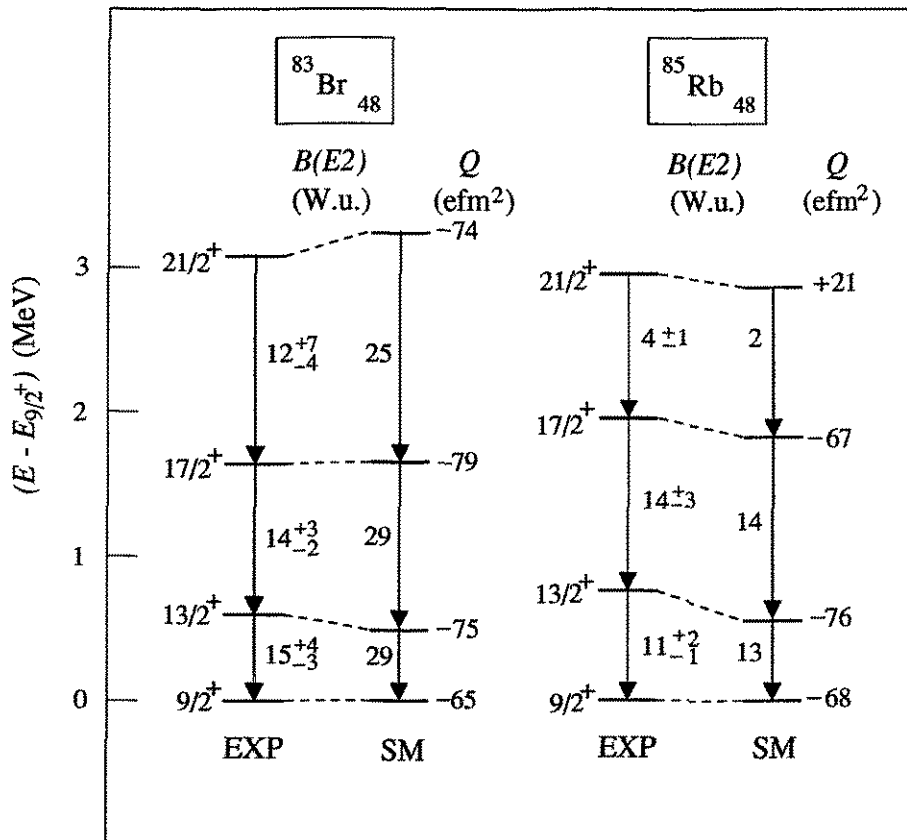 83Br48
85Rb48
B(E2) Q B(E2) Q
(W.u.) (efm²) (W.u.) (efm²)
(E - E9/2+) (MeV)
3
2
1
0
21/2+ −74
12 +7 −4 25
17/2+ −79
14 +3 −2 29
13/2+ −75
15 +4 −3 29
9/2+ −65
EXP SM
21/2+ +21
4 ±1 2
17/2+ −67
14 ±3 14
13/2+ −76
11 +2 −1 13
9/2+ −68
EXP SM